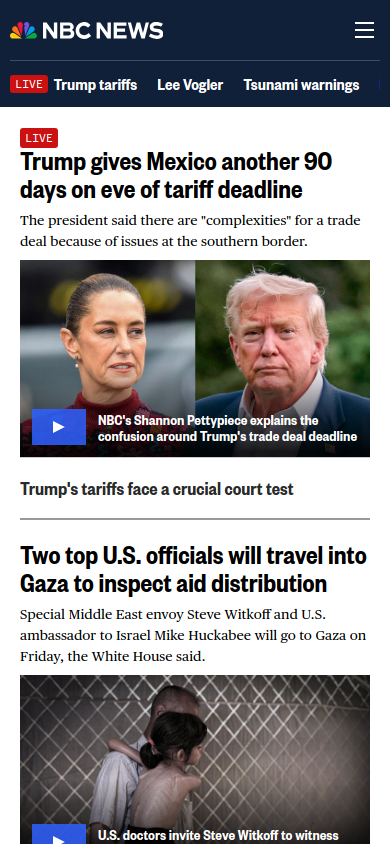 NBC NEWS
LIVE Trump tariffs Lee Vogler Tsunami warnings
LIVE
Trump gives Mexico another 90
days on eve of tariff deadline
The president said there are "complexities" for a trade
deal because of issues at the southern border.
NBC's Shannon Pettypiece explains the
confusion around Trump's trade deal deadline
Trump's tariffs face a crucial court test
Two top U.S. officials will travel into
Gaza to inspect aid distribution
Special Middle East envoy Steve Witkoff and U.S.
ambassador to Israel Mike Huckabee will go to Gaza on
Friday, the White House said.
U.S. doctors invite Steve Witkoff to witness